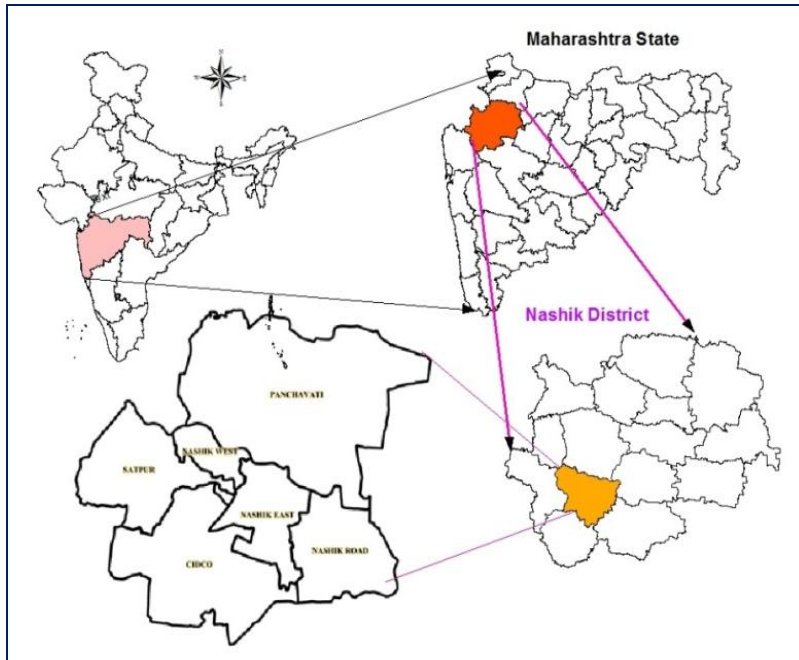 Maharashtra State
N
Nashik District
PANCHAVATI
NASHIK WEST
SATPUR
NASHIK EAST
NASHIK ROAD
CIDCO